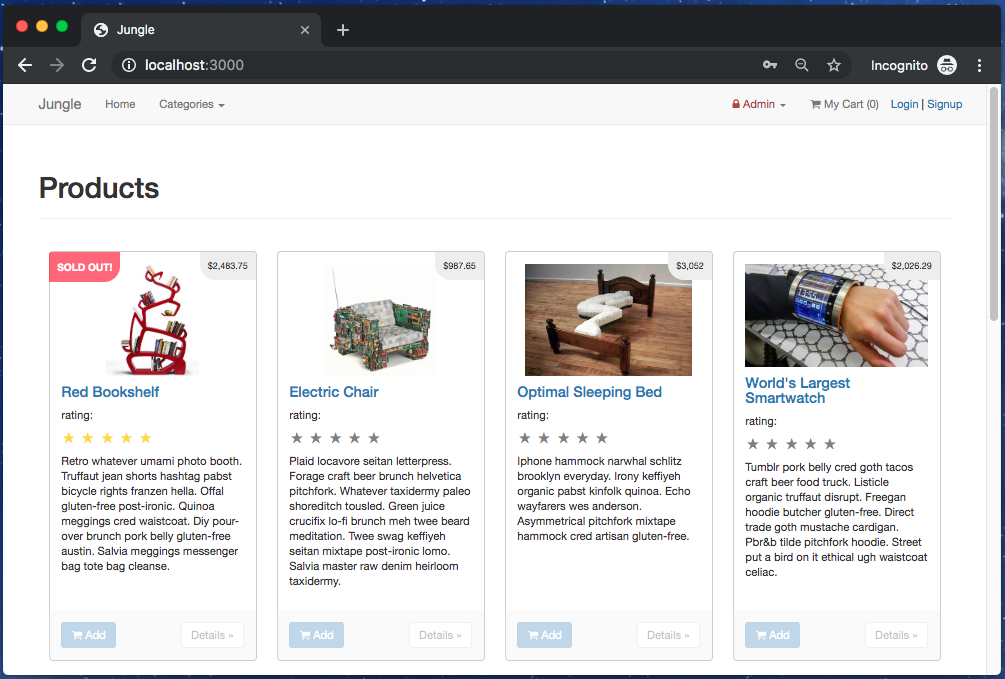 Jungle
localhost:3000
Incognito
Jungle Home Categories Admin My Cart (0) Login | Signup
Products
SOLD OUT!
$2,483.75
Red Bookshelf
rating:
★ ★ ★ ★ ★
Retro whatever umami photo booth.
Truffaut jean shorts hashtag pabst
bicycle rights franzen hella. Offal
gluten-free post-ironic. Quinoa
meggings cred waistcoat. Diy pour-
over brunch pork belly gluten-free
austin. Salvia meggings messenger
bag tote bag cleanse.
Add
Details »
$987.65
Electric Chair
rating:
★ ★ ★ ★ ★
Plaid locavore seitan letterpress.
Forage craft beer brunch helvetica
pitchfork. Whatever taxidermy paleo
shoreditch tousled. Green juice
crucifix lo-fi brunch meh twee beard
meditation. Twee swag keffiyeh
seitan mixtape post-ironic lomo.
Salvia master raw denim heirloom
taxidermy.
Add
Details »
$3,052
Optimal Sleeping Bed
rating:
★ ★ ★ ★ ★
Iphone hammock narwhal schlitz
brooklyn everyday. Irony keffiyeh
organic pabst kinfolk quinoa. Echo
wayfarers wes anderson.
Asymmetrical pitchfork mixtape
hammock cred artisan gluten-free.
Add
Details »
$2,026.29
World's Largest
Smartwatch
rating:
★ ★ ★ ★ ★
Tumblr pork belly cred goth tacos
craft beer food truck. Listicle
organic truffaut disrupt. Freegan
hoodie butcher gluten-free. Direct
trade goth mustache cardigan.
Pbr&b tilde pitchfork hoodie. Street
put a bird on it ethical ugh waistcoat
celiac.
Add
Details »